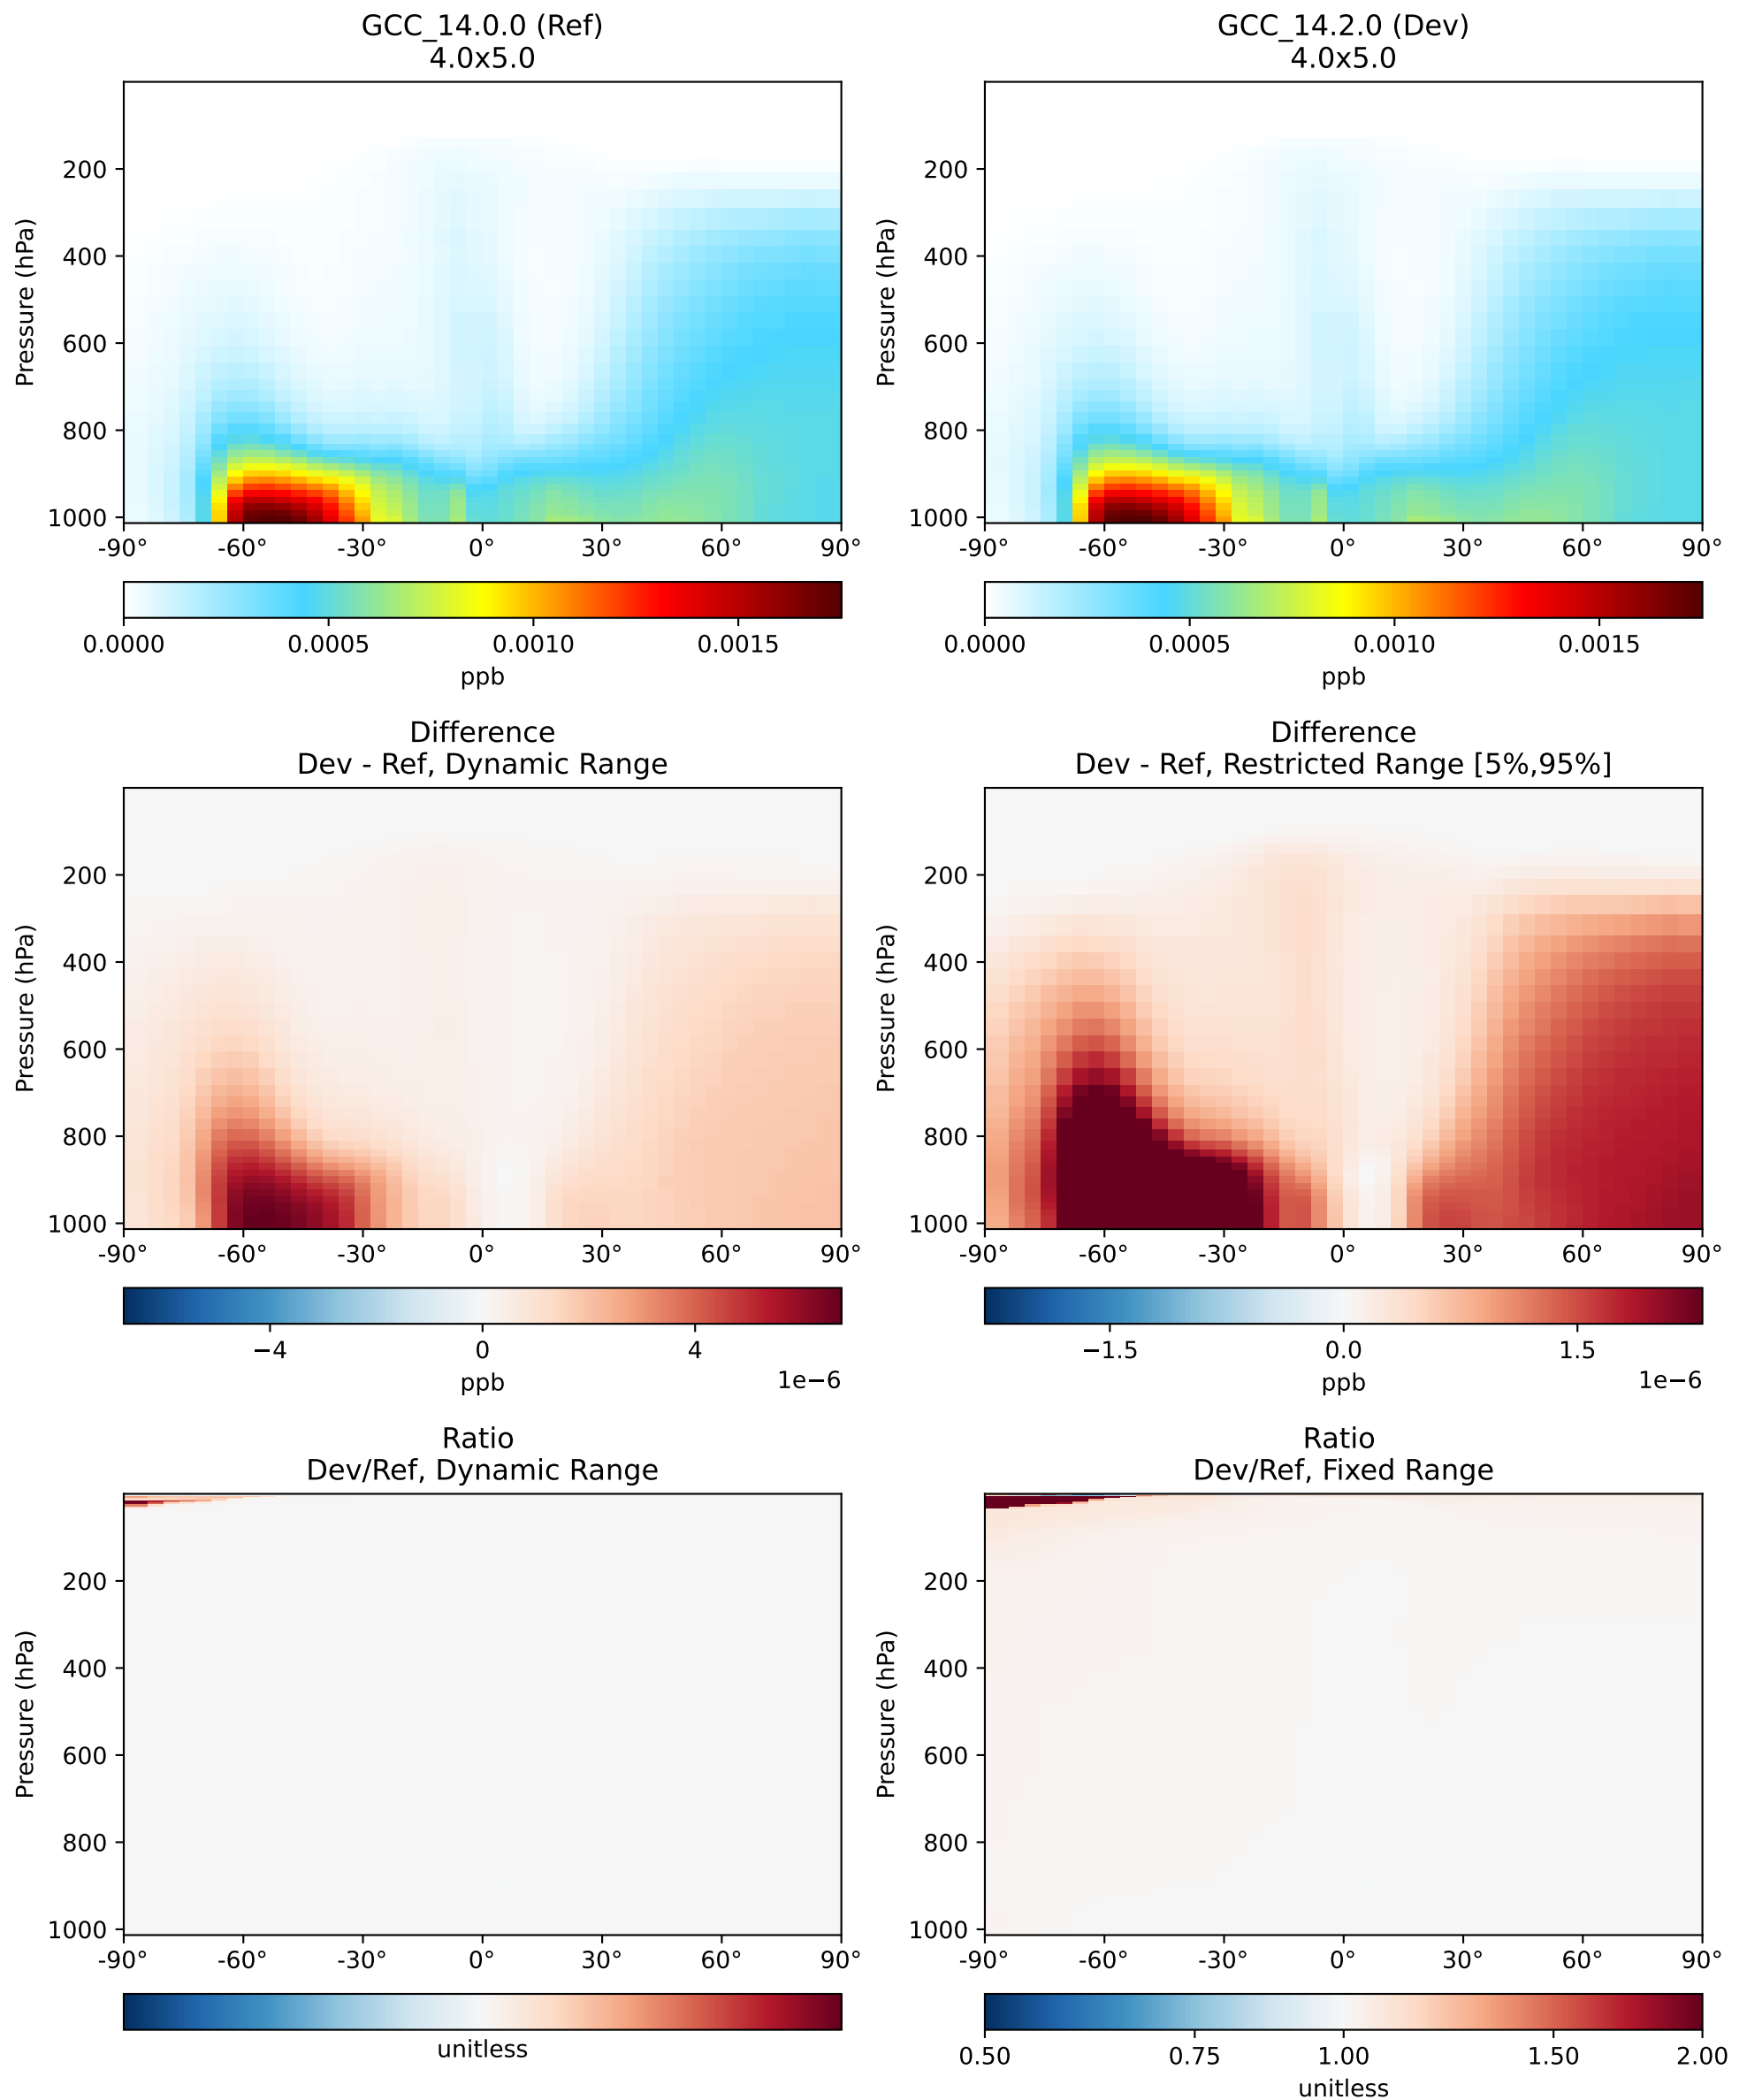 GCC_14.0.0 (Ref)
4.0x5.0
Pressure (hPa)
200
400
600
800
1000
-90° -60° -30° 0° 30° 60° 90°
0.0000 0.0005 0.0010 0.0015
ppb
GCC_14.2.0 (Dev)
4.0x5.0
Pressure (hPa)
200
400
600
800
1000
-90° -60° -30° 0° 30° 60° 90°
0.0000 0.0005 0.0010 0.0015
ppb
Difference
Dev - Ref, Dynamic Range
Pressure (hPa)
200
400
600
800
1000
-90° -60° -30° 0° 30° 60° 90°
−4 0 4
ppb 1e−6
Difference
Dev - Ref, Restricted Range [5%,95%]
Pressure (hPa)
200
400
600
800
1000
-90° -60° -30° 0° 30° 60° 90°
−1.5 0.0 1.5
ppb 1e−6
Ratio
Dev/Ref, Dynamic Range
Pressure (hPa)
200
400
600
800
1000
-90° -60° -30° 0° 30° 60° 90°
unitless
Ratio
Dev/Ref, Fixed Range
Pressure (hPa)
200
400
600
800
1000
-90° -60° -30° 0° 30° 60° 90°
0.50 0.75 1.00 1.50 2.00
unitless